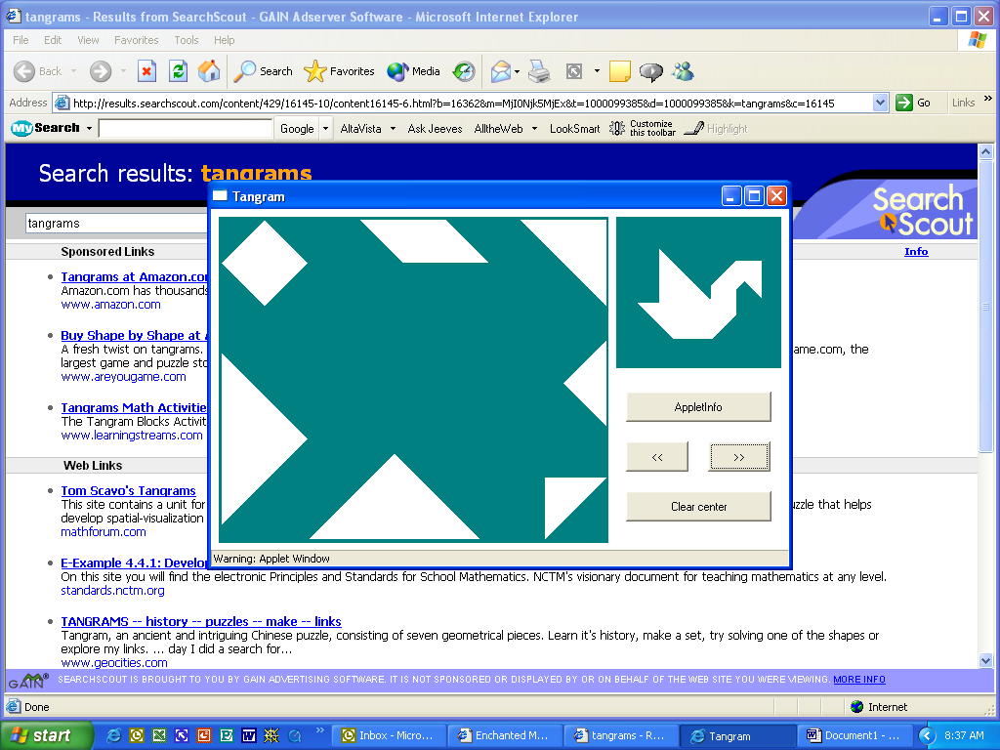 tangrams - Results from SearchScout - GAIN Adserver Software - Microsoft Internet Explorer
File Edit View Favorites Tools Help
Back Search Favorites Media
Address http://results.searchscout.com/content/429/16145-10/content16145-6.html?b=16362&m=MjI0Njk5MjEx&t=1000099385&d=1000099385&k=tangrams&c=16145 Go Links »
My Search Google AltaVista Ask Jeeves AlltheWeb LookSmart Customize this toolbar Highlight
Search results: tangrams
Search Scout
tangrams
Sponsored Links Info
Tangrams at Amazon.co
Amazon.com has thousands
www.amazon.com
Buy Shape by Shape at
A fresh twist on tangrams. ame.com, the
largest game and puzzle sto
www.areyougame.com
Tangrams Math Activitie
The Tangram Blocks Activit
www.learningstreams.com
Web Links
Tom Scavo's Tangrams
This site contains a unit for uzzle that helps
develop spatial-visualization
mathforum.com
E-Example 4.4.1: Develo
On this site you will find the electronic Principles and Standards for School Mathematics. NCTM's visionary document for teaching mathematics at any level.
standards.nctm.org
TANGRAMS -- history -- puzzles -- make -- links
Tangram, an ancient and intriguing Chinese puzzle, consisting of seven geometrical pieces. Learn it's history, make a set, try solving one of the shapes or
explore my links. ... day I did a search for...
www.geocities.com
Tangram
AppletInfo
<< >>
Clear center
Warning: Applet Window
GAIN SEARCHSCOUT IS BROUGHT TO YOU BY GAIN ADVERTISING SOFTWARE. IT IS NOT SPONSORED OR DISPLAYED BY OR ON BEHALF OF THE WEB SITE YOU WERE VIEWING. MORE INFO
Done Internet
start » Inbox - Micro... Enchanted M... tangrams - R... Tangram Document1 - ... 8:37 AM